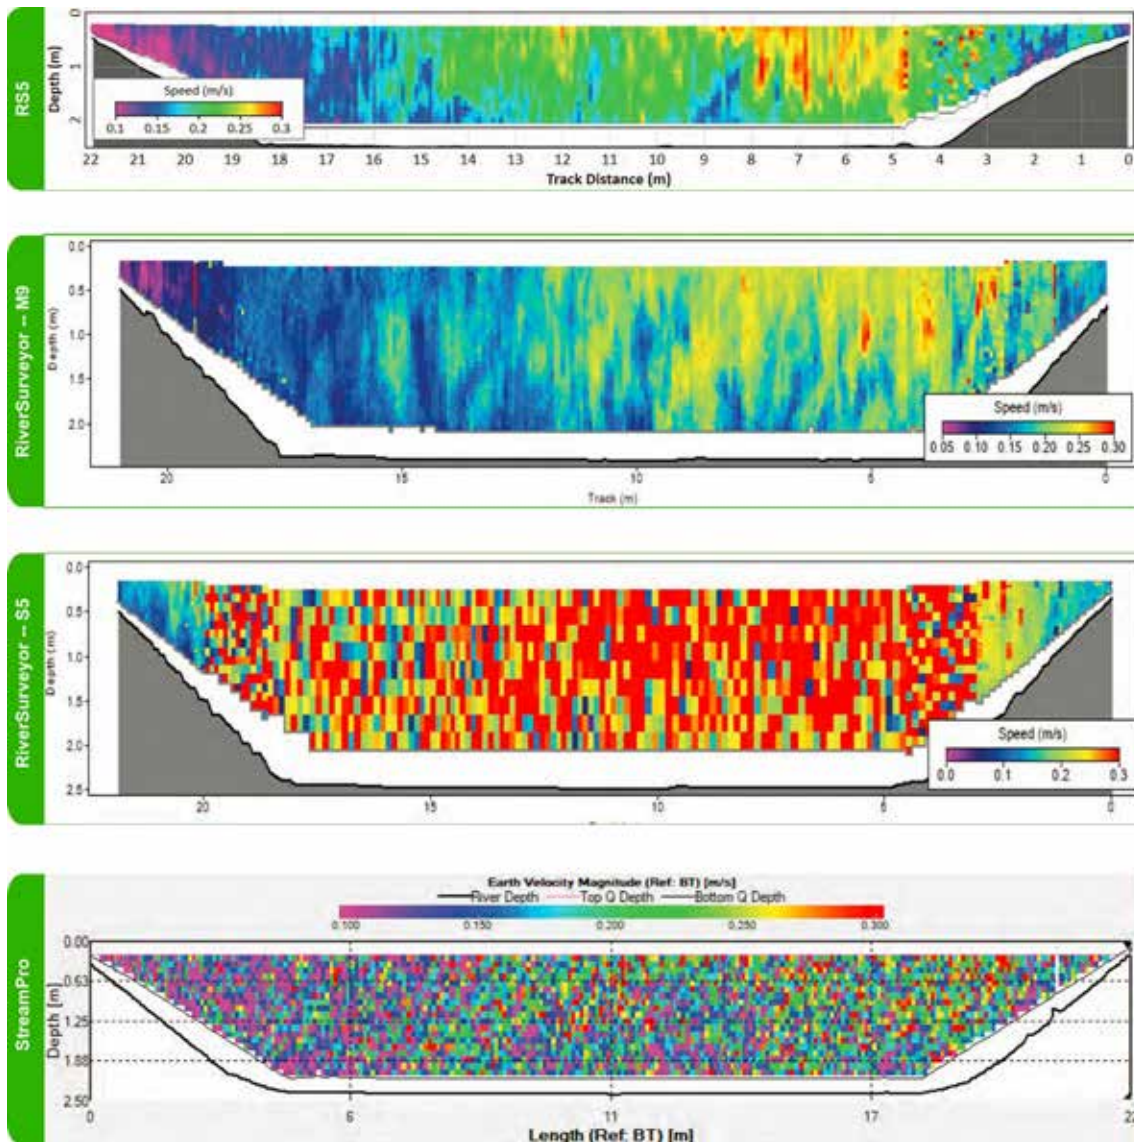 RS5
0
1
2
Depth (m)
Speed (m/s)
0.1 0.15 0.2 0.25 0.3
22 21 20 19 18 17 16 15 14 13 12 11 10 9 8 7 6 5 4 3 2 1 0
Track Distance (m)
RiverSurveyor – M9
0.0
0.5
1.0
1.5
2.0
Depth (m)
Speed (m/s)
0.05 0.10 0.15 0.20 0.25 0.30
20 15 10 5 0
Track (m)
RiverSurveyor – S5
0.0
0.5
1.0
1.5
2.0
2.5
Depth (m)
Speed (m/s)
0.0 0.1 0.2 0.3
20 15 10 5 0
StreamPro
Earth Velocity Magnitude (Ref: BT) [m/s]
River Depth Top Q Depth Bottom Q Depth
0.100 0.150 0.200 0.250 0.300
0.00
0.63
1.25
1.88
2.50
Depth [m]
0 6 11 17 22
Length (Ref: BT) [m]